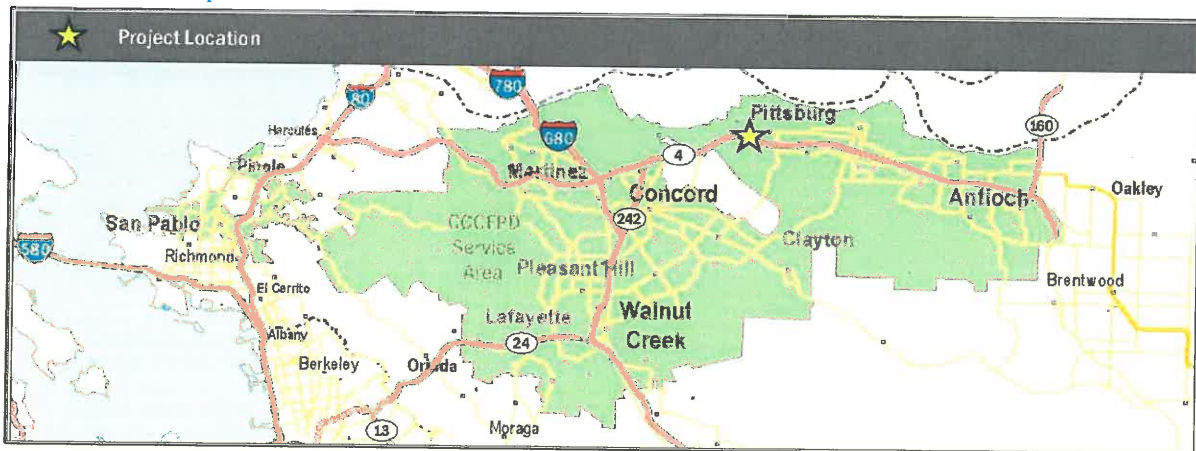 Project Location
780
80
680
Pittsburg
160
Hercules
4
Pinole
Martinez
Antioch
Oakley
Concord
San Pablo
242
CCCFPD
Service
Area
Clayton
580
Richmond
Pleasant Hill
Brentwood
El Cerrito
Lafayette
Walnut
Creek
Albany
24
Berkeley
Orinda
13
Moraga